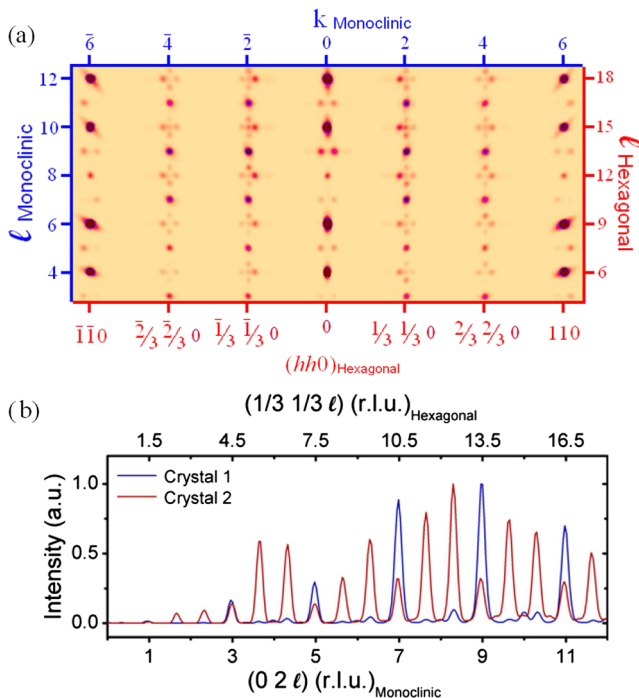 (a)
k Monoclinic
6̄ 4̄ 2̄ 0 2 4 6
12 18
10 15
8 12
6 9
4 6
ℓ Monoclinic
ℓ Hexagonal
1̄1̄0 2̄/3 2̄/3 0 1̄/3 1̄/3 0 0 1/3 1/3 0 2/3 2/3 0 110
(hh0)Hexagonal
(b)
(1/3 1/3 ℓ) (r.l.u.)Hexagonal
1.5 4.5 7.5 10.5 13.5 16.5
Crystal 1
Crystal 2
1.0
0.5
0.0
Intensity (a.u.)
1 3 5 7 9 11
(0 2 ℓ) (r.l.u.)Monoclinic